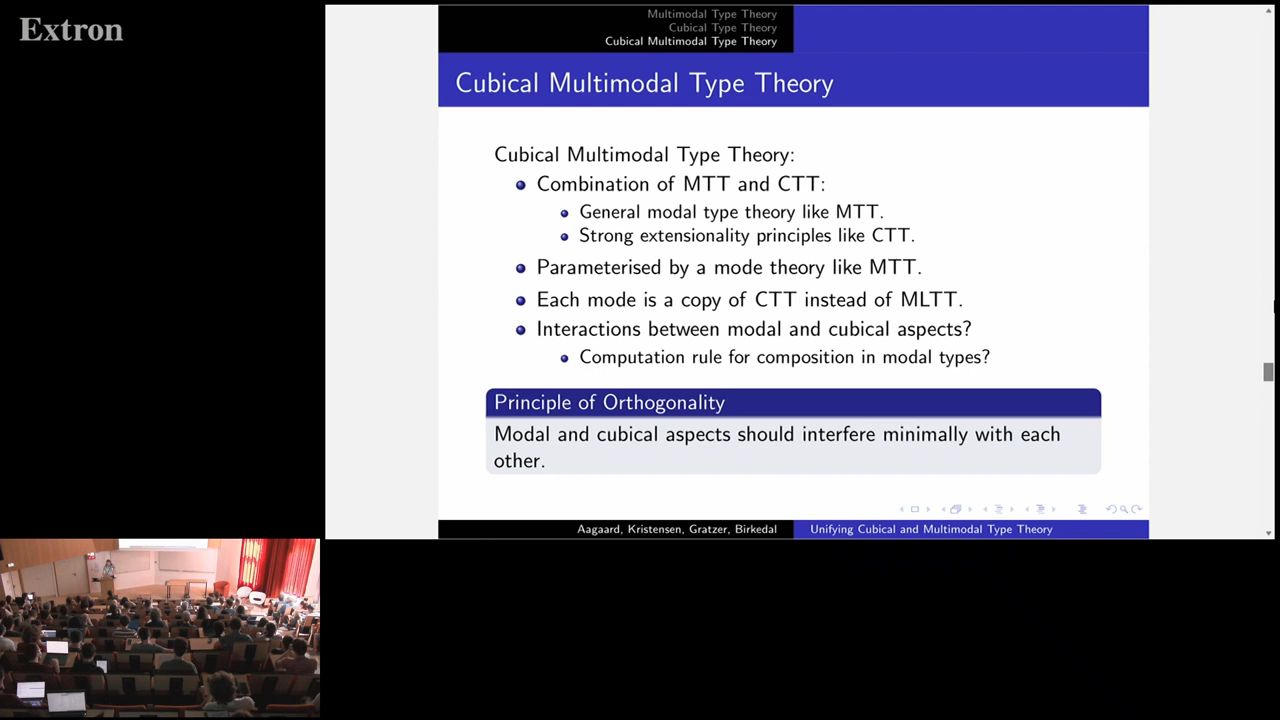 Extron
Multimodal Type Theory
Cubical Type Theory
Cubical Multimodal Type Theory
Cubical Multimodal Type Theory
Cubical Multimodal Type Theory:
Combination of MTT and CTT:
General modal type theory like MTT.
Strong extensionality principles like CTT.
Parameterised by a mode theory like MTT.
Each mode is a copy of CTT instead of MLTT.
Interactions between modal and cubical aspects?
Computation rule for composition in modal types?
Principle of Orthogonality
Modal and cubical aspects should interfere minimally with each
other.
Aagaard, Kristensen, Gratzer, Birkedal
Unifying Cubical and Multimodal Type Theory